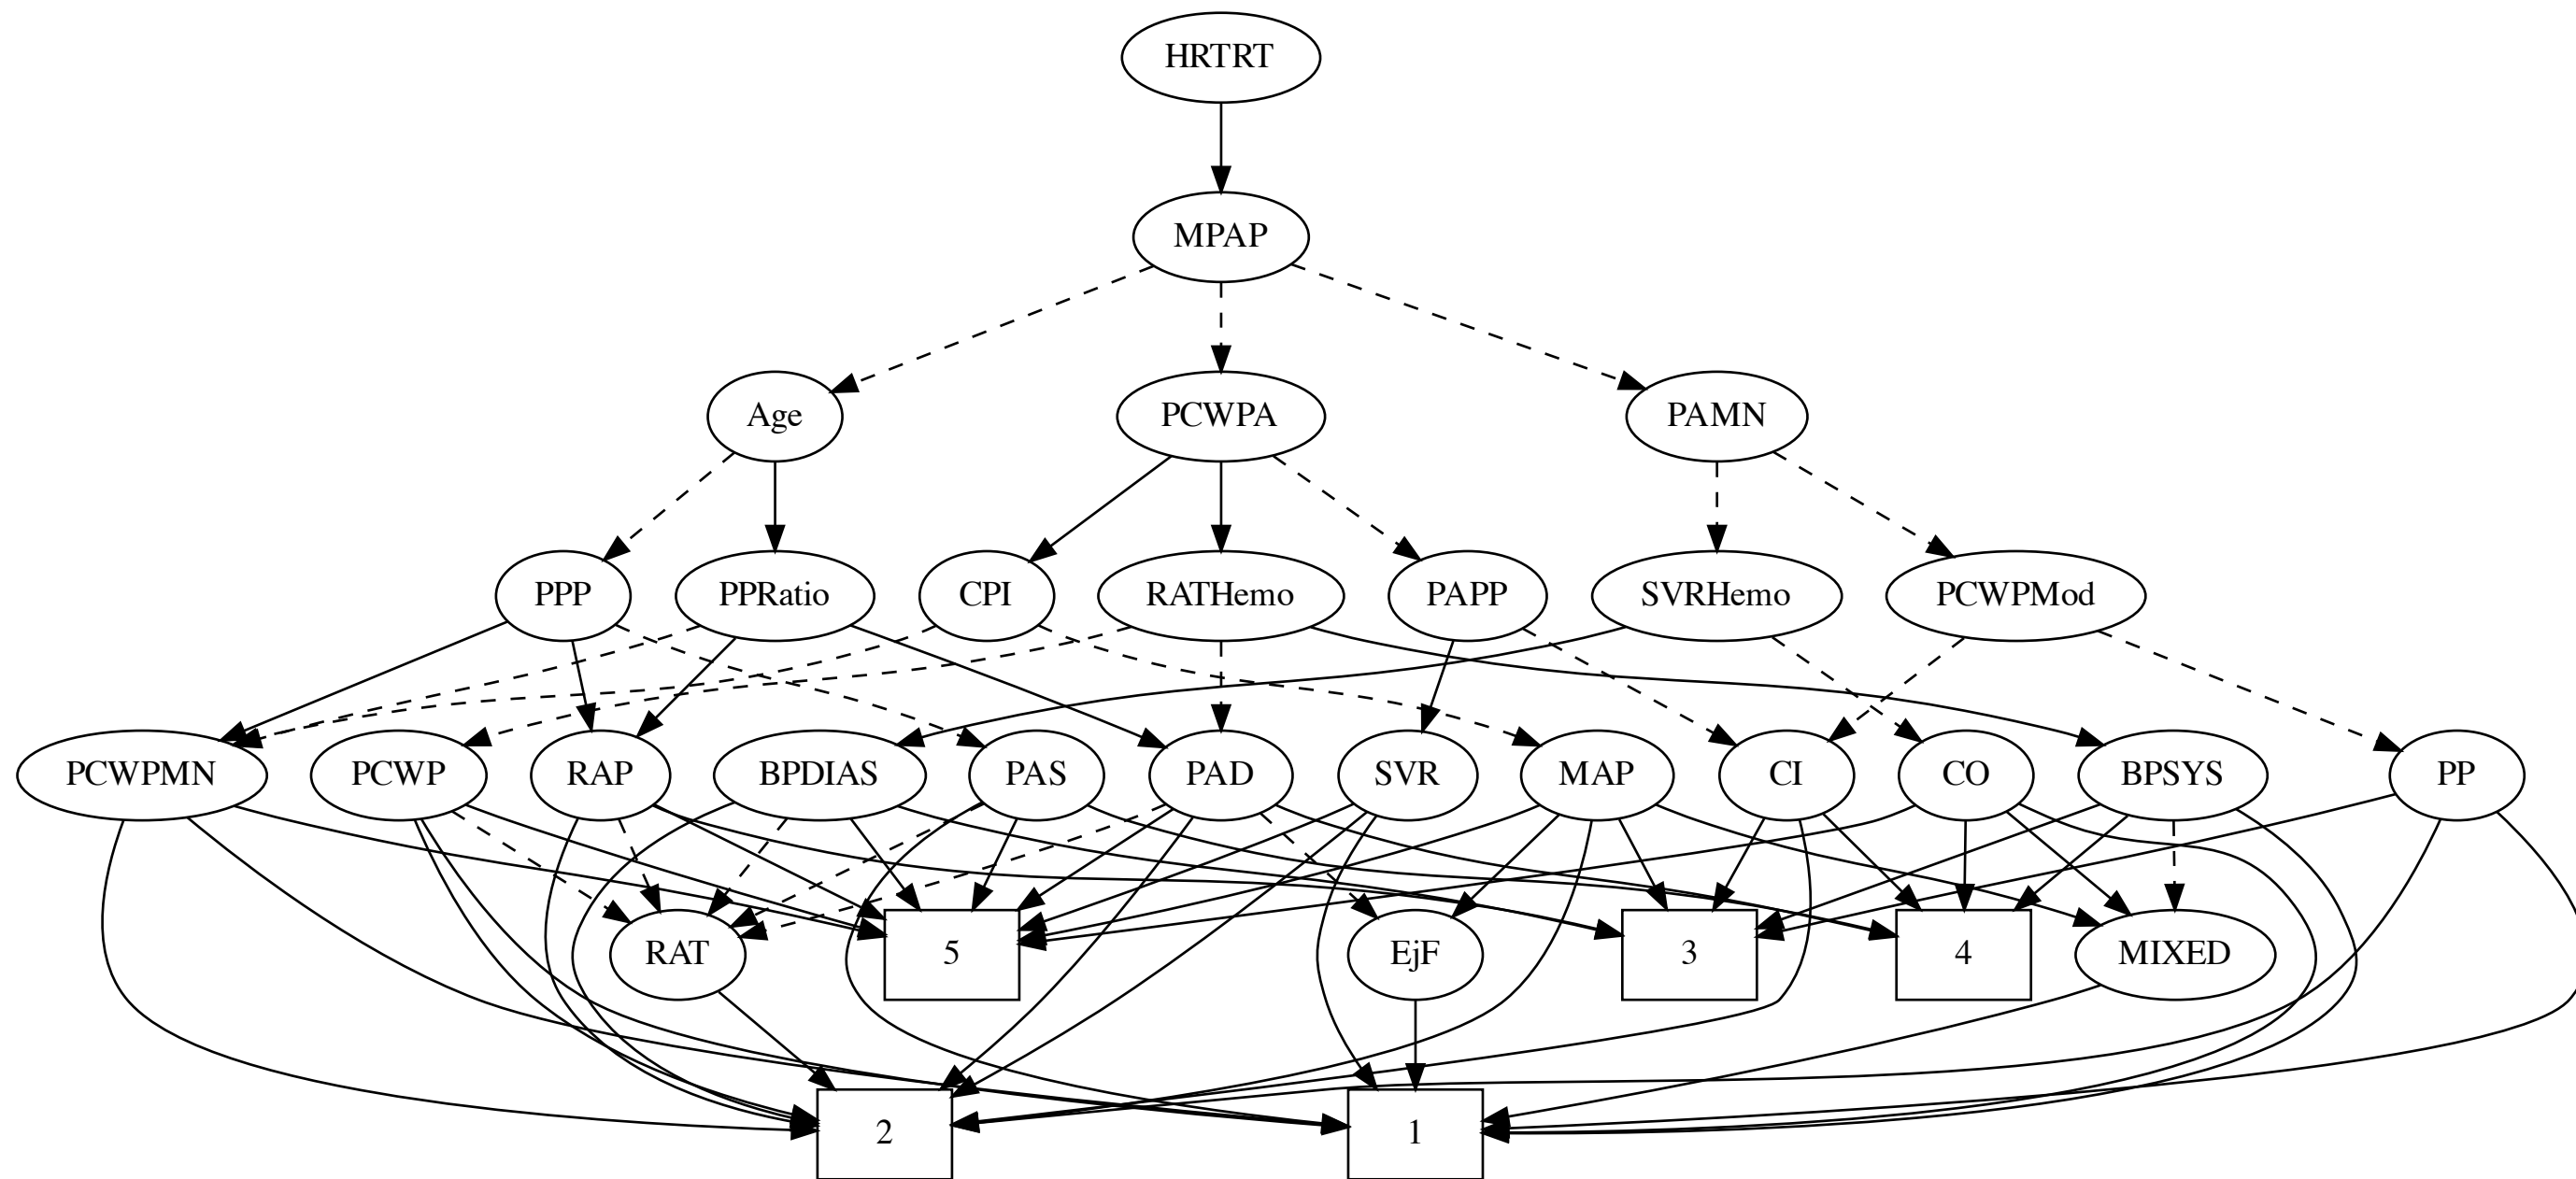 HRTRT
MPAP
Age
PCWPA
PAMN
PPP
PPRatio
CPI
RATHemo
PAPP
SVRHemo
PCWPMod
PCWPMN
PCWP
RAP
BPDIAS
PAS
PAD
SVR
MAP
CI
CO
BPSYS
PP
RAT
5
EjF
3
4
MIXED
2
1